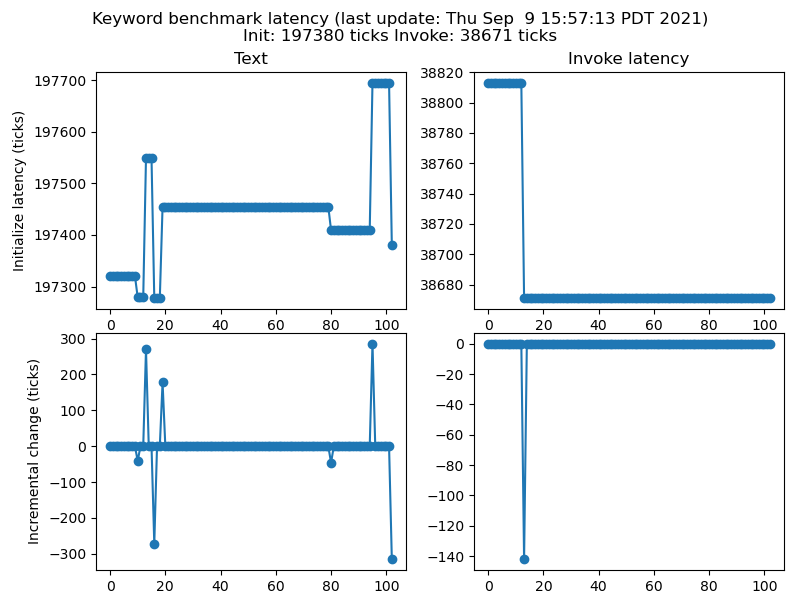 Keyword benchmark latency (last update: Thu Sep  9 15:57:13 PDT 2021)
Init: 197380 ticks Invoke: 38671 ticks
Text
Invoke latency
Initialize latency (ticks)
197700
197600
197500
197400
197300
0 20 40 60 80 100
38820
38800
38780
38760
38740
38720
38700
38680
0 20 40 60 80 100
Incremental change (ticks)
300
200
100
0
−100
−200
−300
0 20 40 60 80 100
0
−20
−40
−60
−80
−100
−120
−140
0 20 40 60 80 100